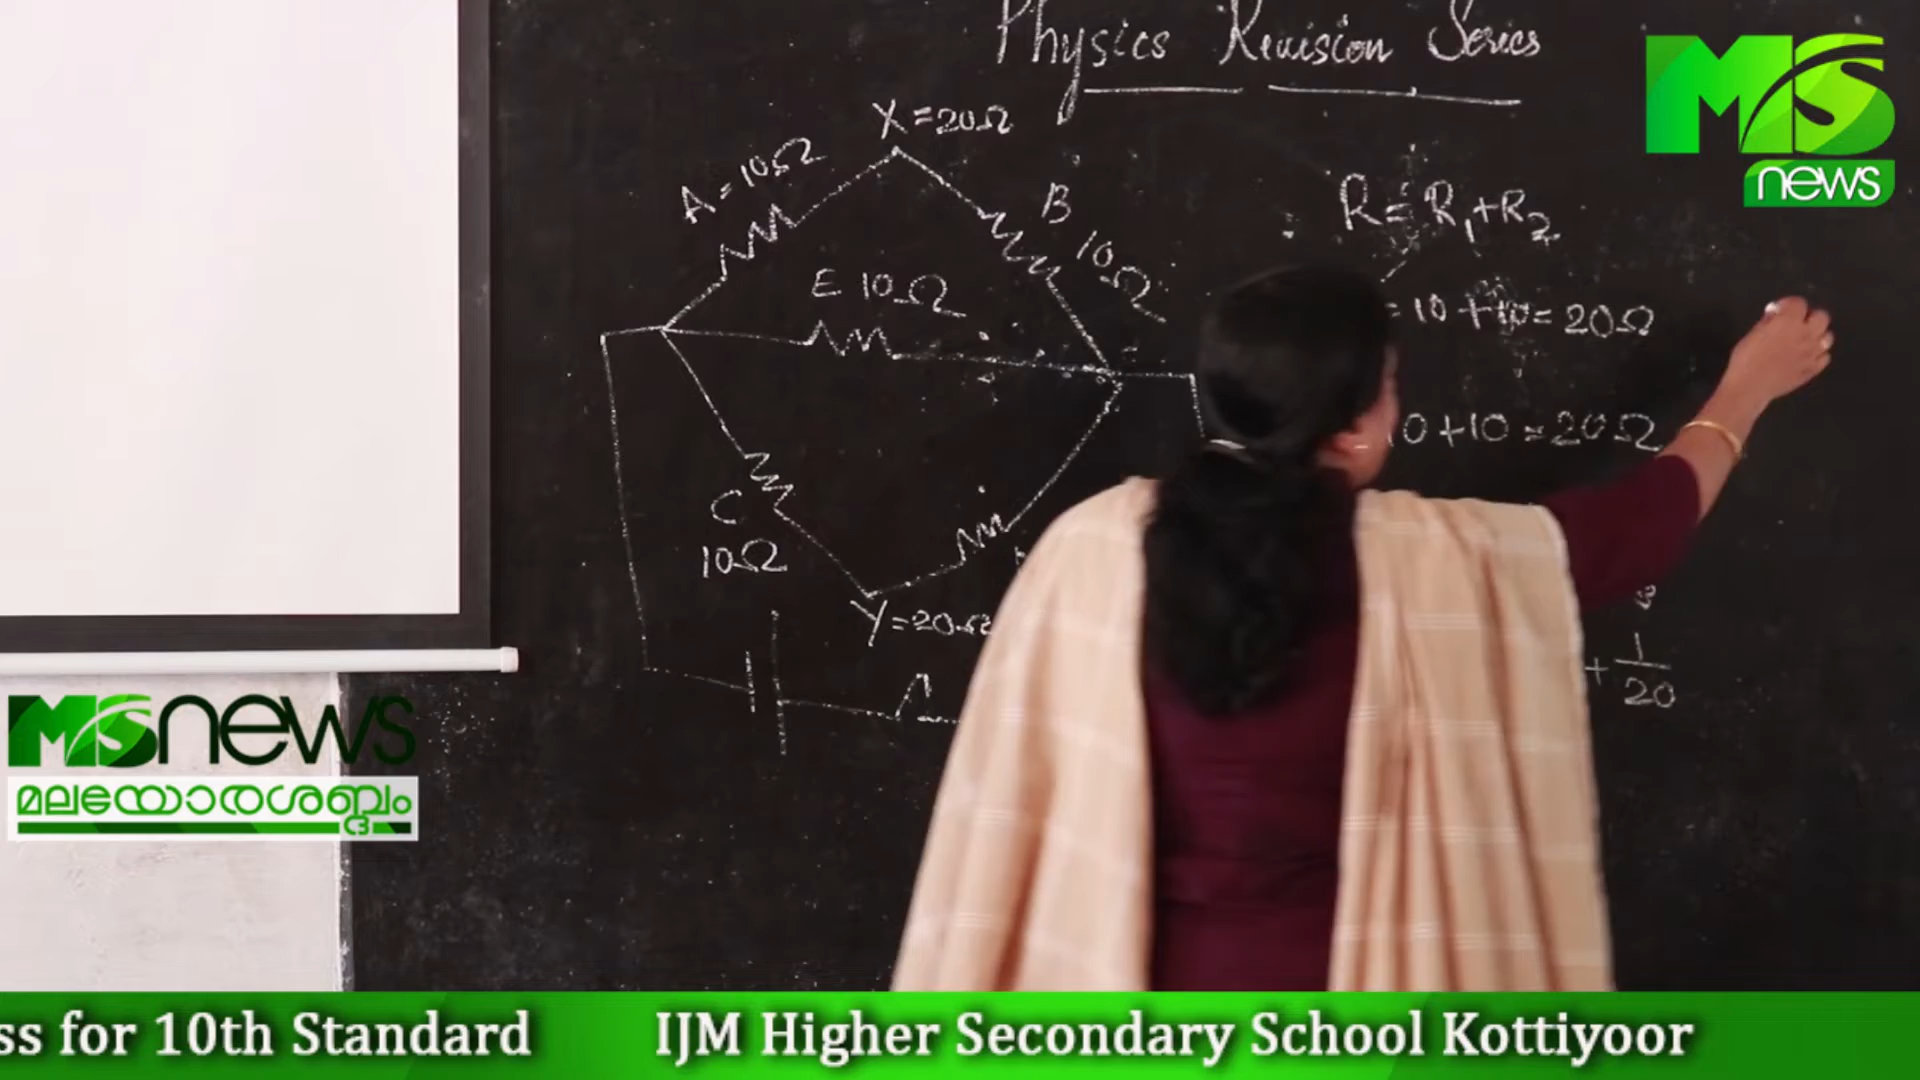 Physics Revision Series
MS
news
X = 20Ω
A = 10Ω
B
10Ω
E 10Ω
R = R₁+R₂
= 10 + 10 = 20Ω
10 + 10 = 20Ω
C
10Ω
Y = 20Ω
+ 1/20
MSnews
മലയോരശബ്ദം
ss for 10th Standard
IJM Higher Secondary School Kottiyoor